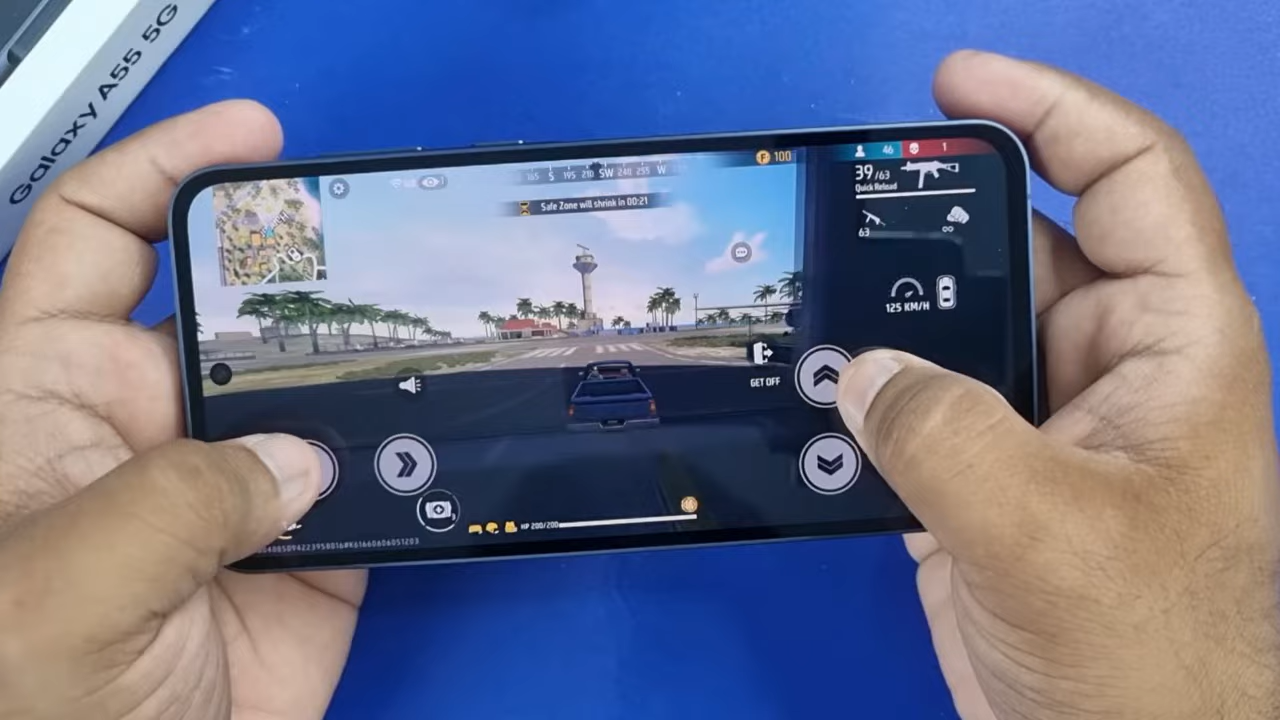 Galaxy A55 5G
165 S 195 210 SW 240 255 W
Safe Zone will shrink in 00:21
100
46 1
39/63
Quick Reload
63
∞
125 KM/H
GET OFF
3
HP 200/200